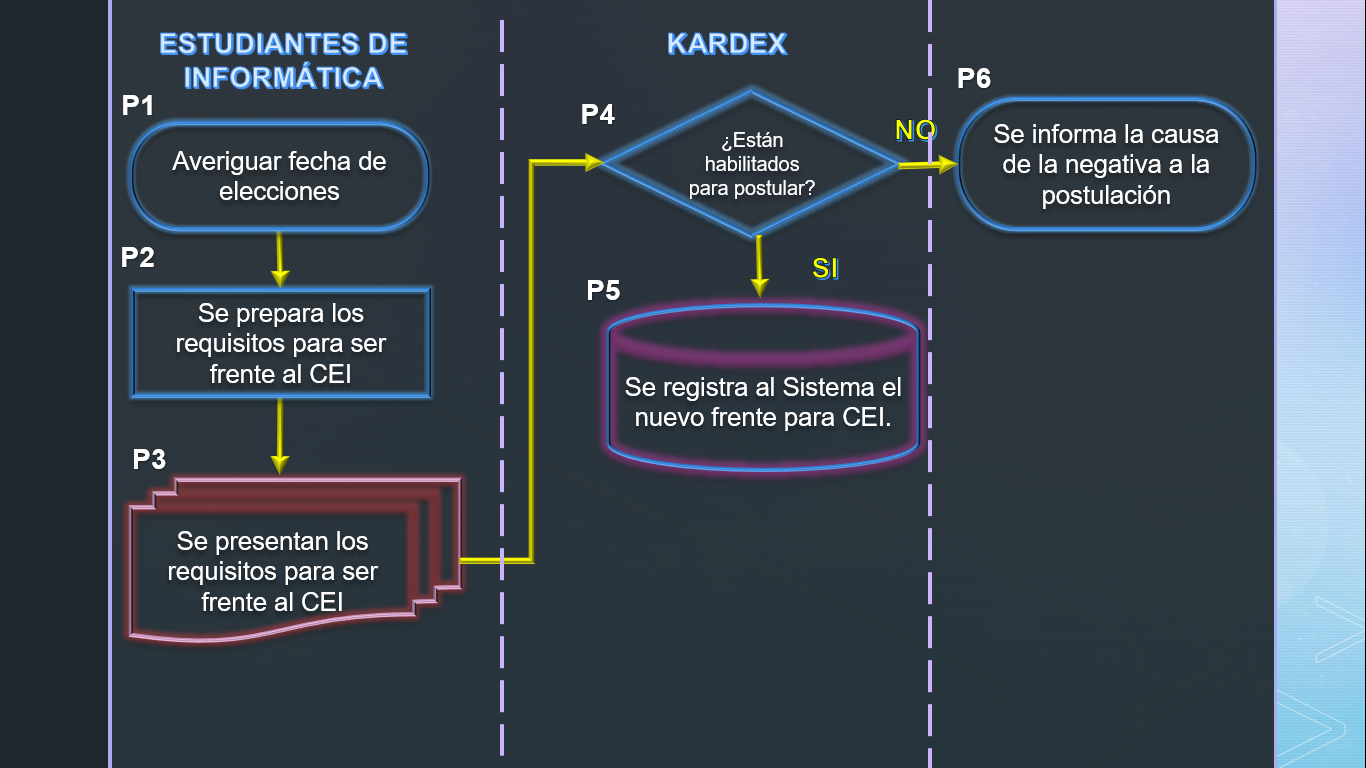 ESTUDIANTES DE
INFORMÁTICA
P1
Averiguar fecha de
elecciones
P2
Se prepara los
requisitos para ser
frente al CEI
P3
Se presentan los
requisitos para ser
frente al CEI
KARDEX
P4
¿Están
habilitados
para postular?
NO
SI
P5
Se registra al Sistema el
nuevo frente para CEI.
P6
Se informa la causa
de la negativa a la
postulación